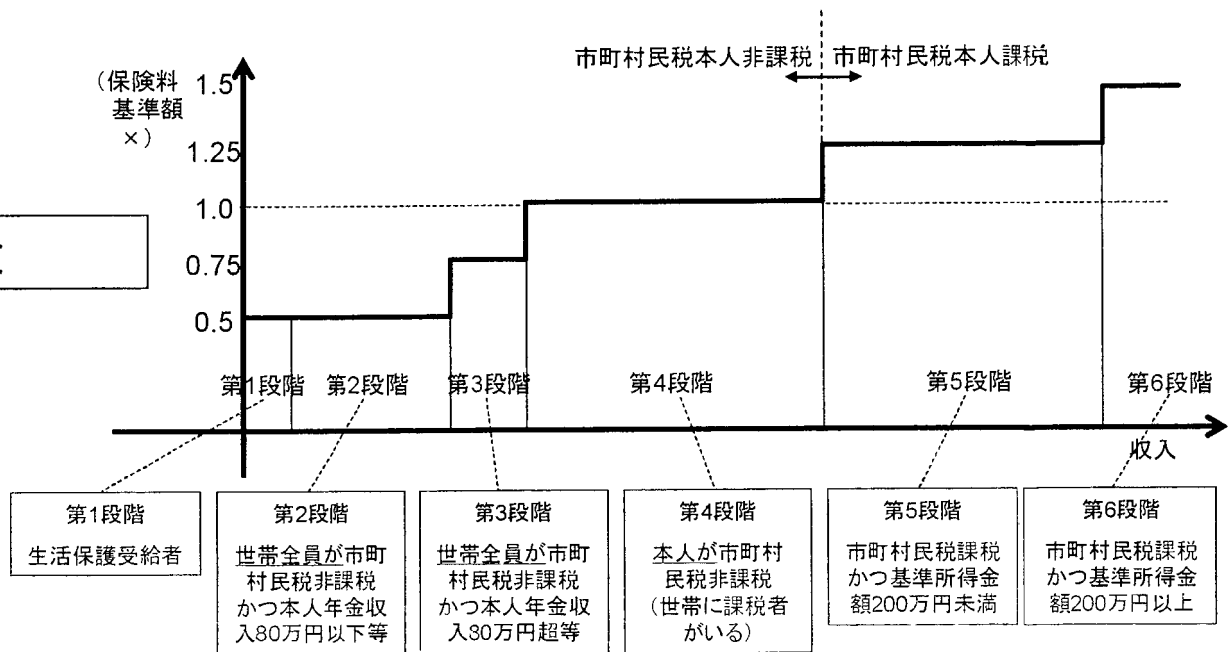 市町村民税本人非課税 市町村民税本人課税
(保険料
基準額
×)
1.5
1.25
1.0
0.75
0.5
第1段階 第2段階 第3段階 第4段階 第5段階 第6段階
収入
第1段階
生活保護受給者
第2段階
世帯全員が市町
村民税非課税
かつ本人年金収
入80万円以下等
第3段階
世帯全員が市町
村民税非課税
かつ本人年金収
入80万円超等
第4段階
本人が市町村
民税非課税
(世帯に課税者
がいる)
第5段階
市町村民税課税
かつ基準所得金
額200万円未満
第6段階
市町村民税課税
かつ基準所得金
額200万円以上